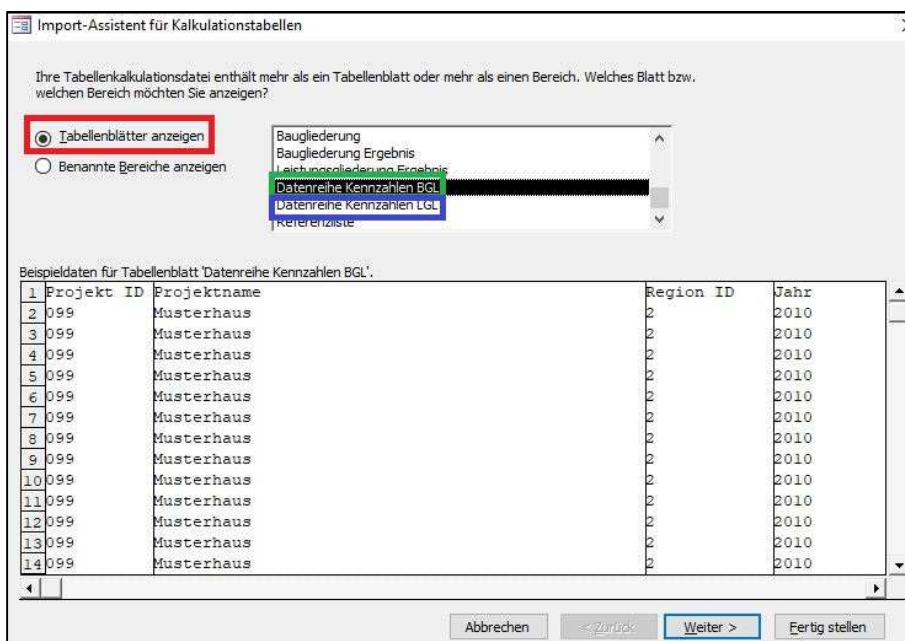 Import-Assistent für Kalkulationstabellen
Ihre Tabellenkalkulationsdatei enthält mehr als ein Tabellenblatt oder mehr als einen Bereich. Welches Blatt bzw.
welchen Bereich möchten Sie anzeigen?
Tabellenblätter anzeigen
Benannte Bereiche anzeigen
Baugliederung
Baugliederung Ergebnis
Leistungsgliederung Ergebnis
Datenreihe Kennzahlen BGL
Datenreihe Kennzahlen LGL
Referenzliste
Beispieldaten für Tabellenblatt 'Datenreihe Kennzahlen BGL'.
1 Projekt ID Projektname Region ID Jahr
2 099 Musterhaus 2 2010
3 099 Musterhaus 2 2010
4 099 Musterhaus 2 2010
5 099 Musterhaus 2 2010
6 099 Musterhaus 2 2010
7 099 Musterhaus 2 2010
8 099 Musterhaus 2 2010
9 099 Musterhaus 2 2010
10 099 Musterhaus 2 2010
11 099 Musterhaus 2 2010
12 099 Musterhaus 2 2010
13 099 Musterhaus 2 2010
14 099 Musterhaus 2 2010
Abbrechen < Zurück Weiter > Fertig stellen